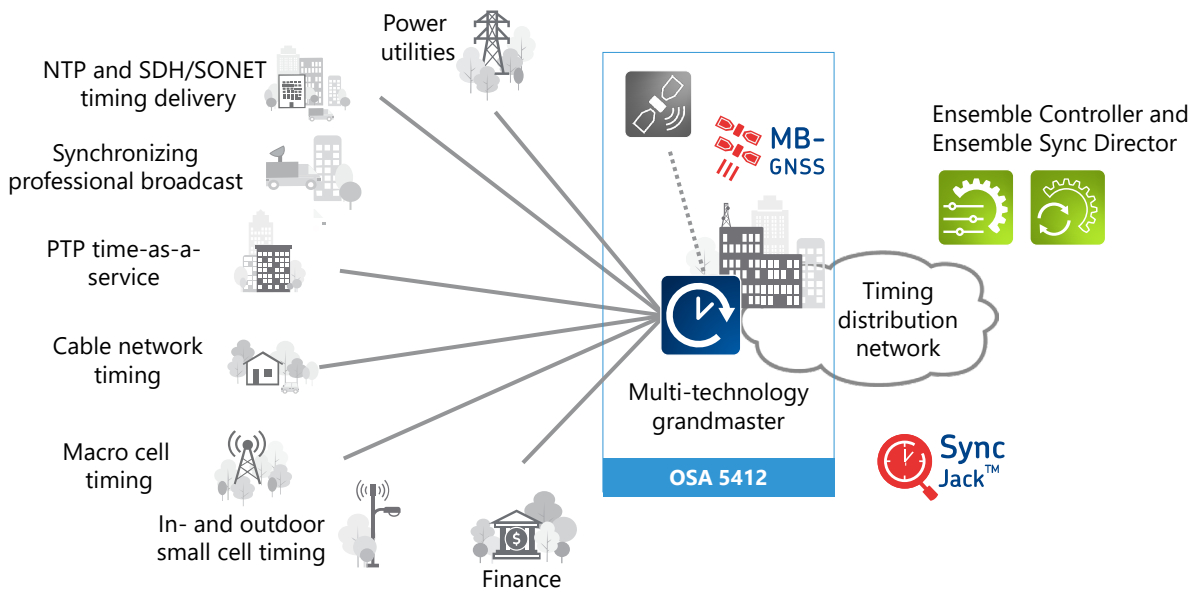 Power
utilities
NTP and SDH/SONET
timing delivery
Synchronizing
professional broadcast
PTP time-as-a-
service
Cable network
timing
Macro cell
timing
In- and outdoor
small cell timing
$
Finance
MB-
GNSS
Multi-technology
grandmaster
OSA 5412
Ensemble Controller and
Ensemble Sync Director
Timing
distribution
network
Sync
Jack™